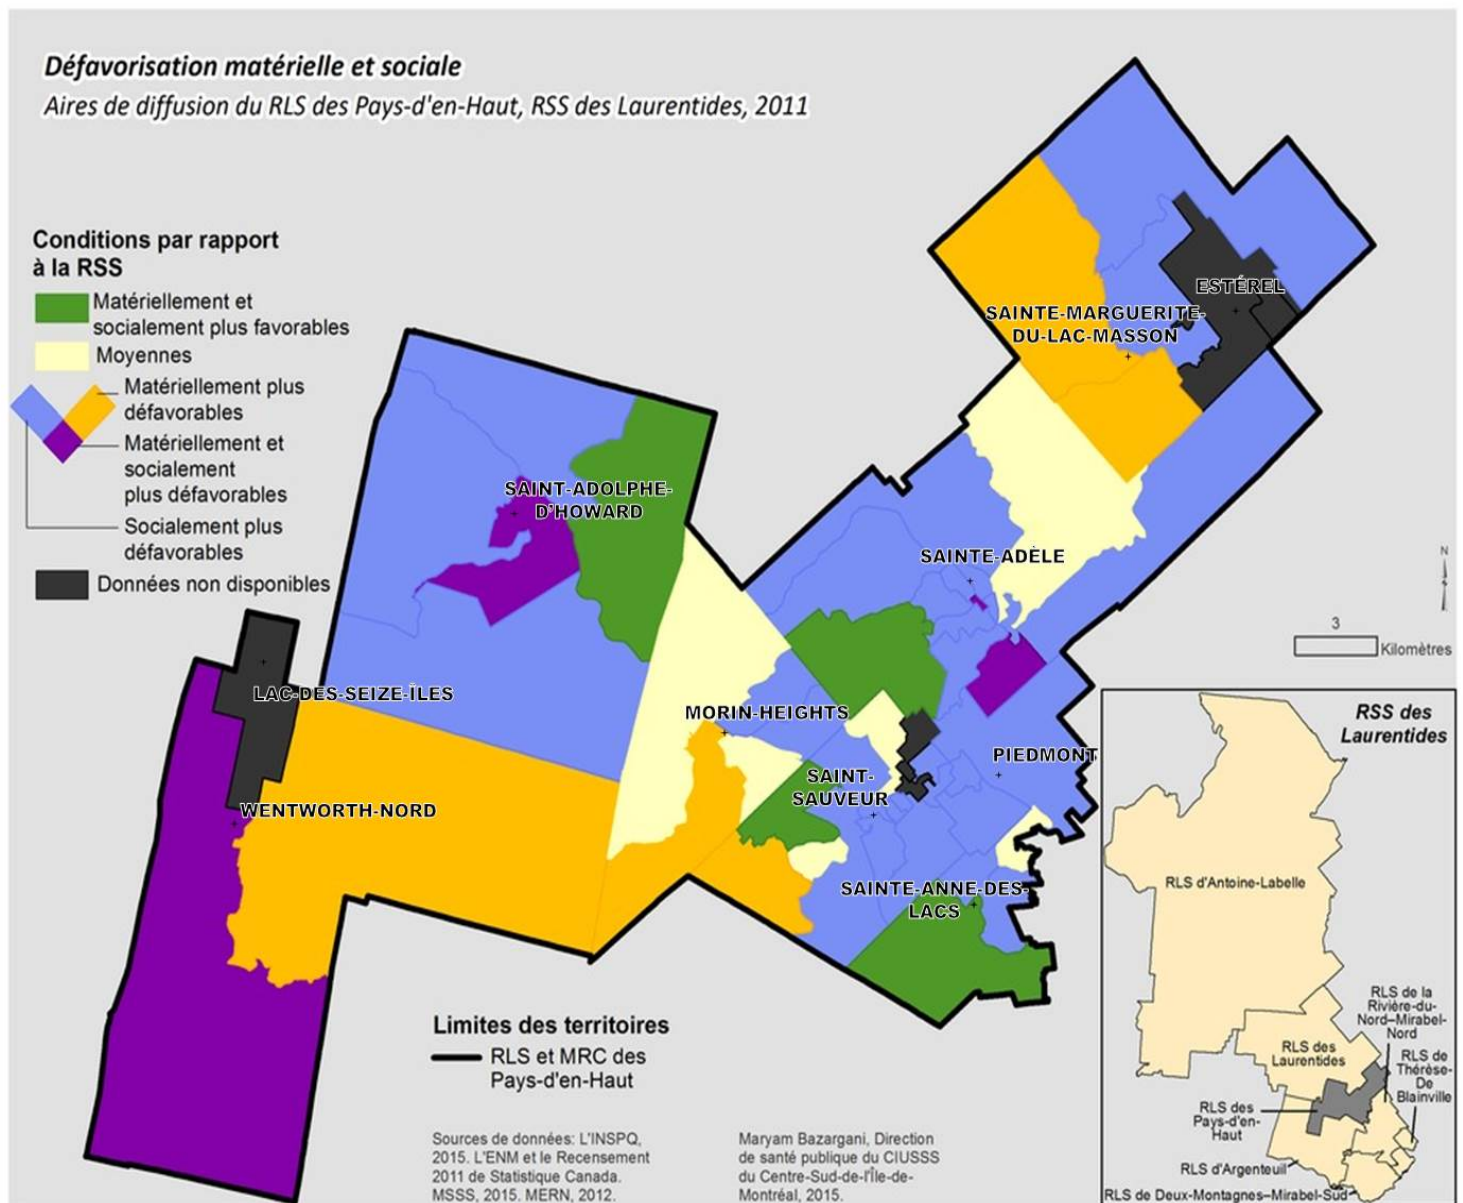 Défavorisation matérielle et sociale
Aires de diffusion du RLS des Pays-d'en-Haut, RSS des Laurentides, 2011
Conditions par rapport
à la RSS
Matériellement et
socialement plus favorables
Moyennes
Matériellement plus
défavorables
Matériellement et
socialement
plus défavorables
Socialement plus
défavorables
Données non disponibles
ESTÉREL
SAINTE-MARGUERITE-
DU-LAC-MASSON
SAINT-ADOLPHE-
D'HOWARD
SAINTE-ADÈLE
LAC-DES-SEIZE-ÎLES
MORIN-HEIGHTS
PIEDMONT
SAINT-
SAUVEUR
WENTWORTH-NORD
SAINTE-ANNE-DES-
LACS
N
3
Kilomètres
Limites des territoires
RLS et MRC des
Pays-d'en-Haut
Sources de données: L'INSPQ,
2015. L'ENM et le Recensement
2011 de Statistique Canada.
MSSS, 2015. MERN, 2012.
Maryam Bazargani, Direction
de santé publique du CIUSSS
du Centre-Sud-de-l'Île-de-
Montréal, 2015.
RSS des
Laurentides
RLS d'Antoine-Labelle
RLS de la
Rivière-du-
Nord–Mirabel-
Nord
RLS des
Laurentides
RLS de
Thérèse-
De
Blainville
RLS des
Pays-d'en-
Haut
RLS d'Argenteuil
RLS de Deux-Montagnes–Mirabel-Sud